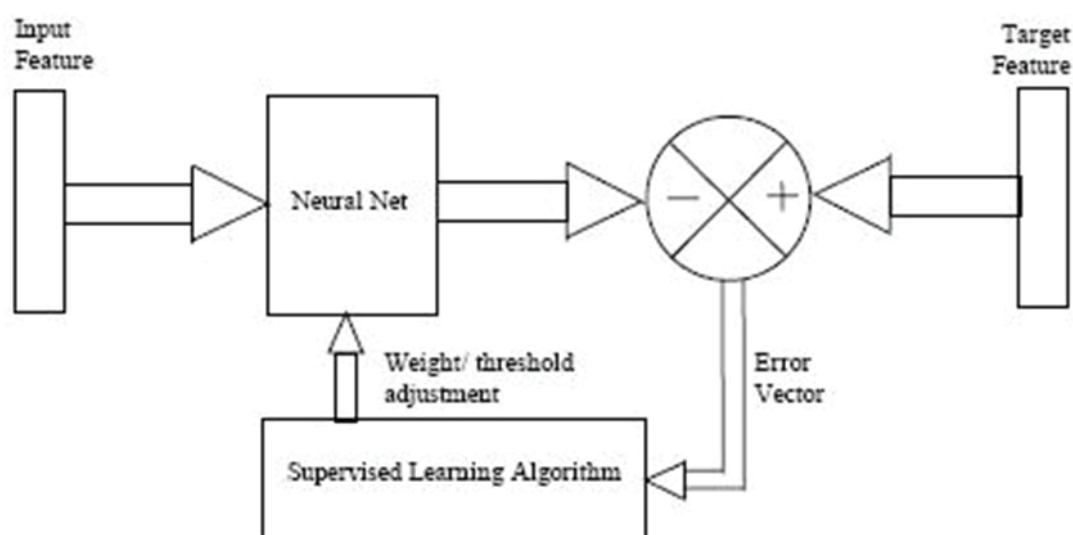 Input
Feature
Target
Feature
Neural Net
−
+
Weight/ threshold
adjustment
Error
Vector
Supervised Learning Algorithm